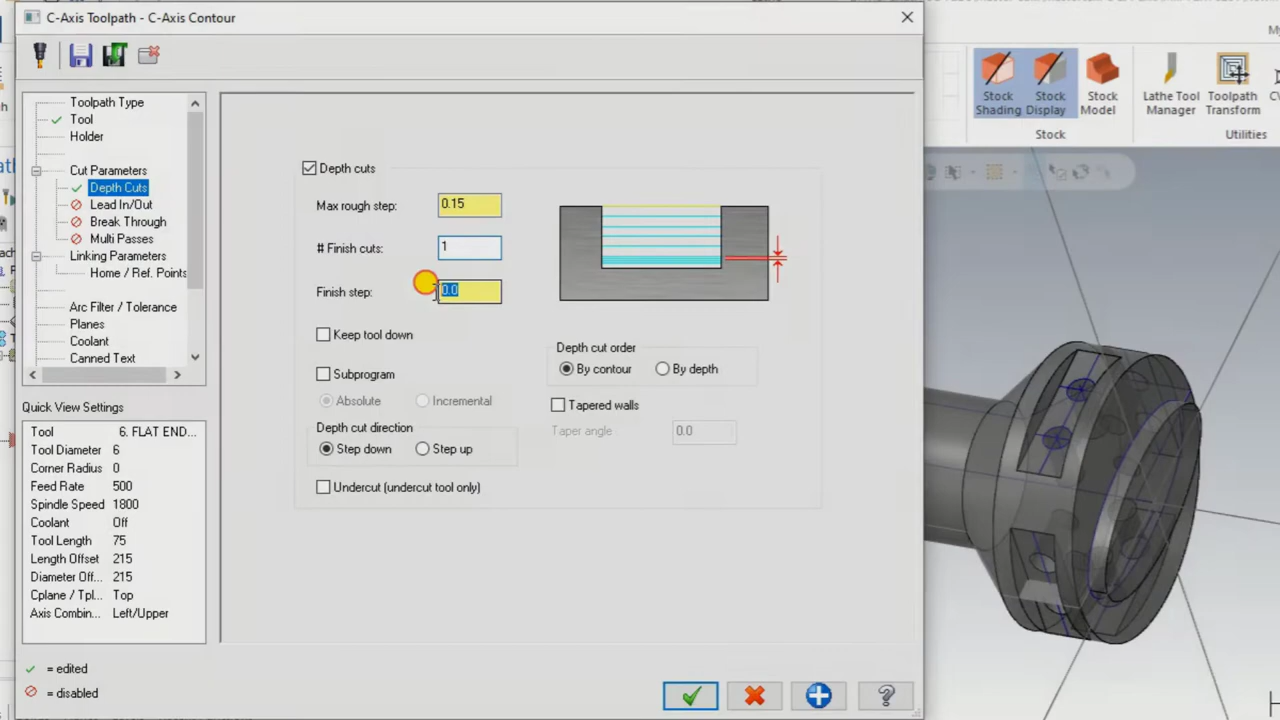 C-Axis Toolpath - C-Axis Contour
Toolpath Type
Tool
Holder
Cut Parameters
Depth Cuts
Lead In/Out
Break Through
Multi Passes
Linking Parameters
Home / Ref. Points
Arc Filter / Tolerance
Planes
Coolant
Canned Text
Quick View Settings
Tool 6. FLAT END...
Tool Diameter 6
Corner Radius 0
Feed Rate 500
Spindle Speed 1800
Coolant Off
Tool Length 75
Length Offset 215
Diameter Off... 215
Cplane / Tpl... Top
Axis Combin... Left/Upper
= edited
= disabled
Depth cuts
Max rough step: 0.15
# Finish cuts: 1
Finish step: 0.0
Keep tool down
Subprogram
Absolute Incremental
Depth cut direction
Step down Step up
Undercut (undercut tool only)
Depth cut order
By contour By depth
Tapered walls
Taper angle 0.0
Stock Shading
Stock Display
Stock Model
Stock
Lathe Tool Manager
Toolpath Transform
Utilities